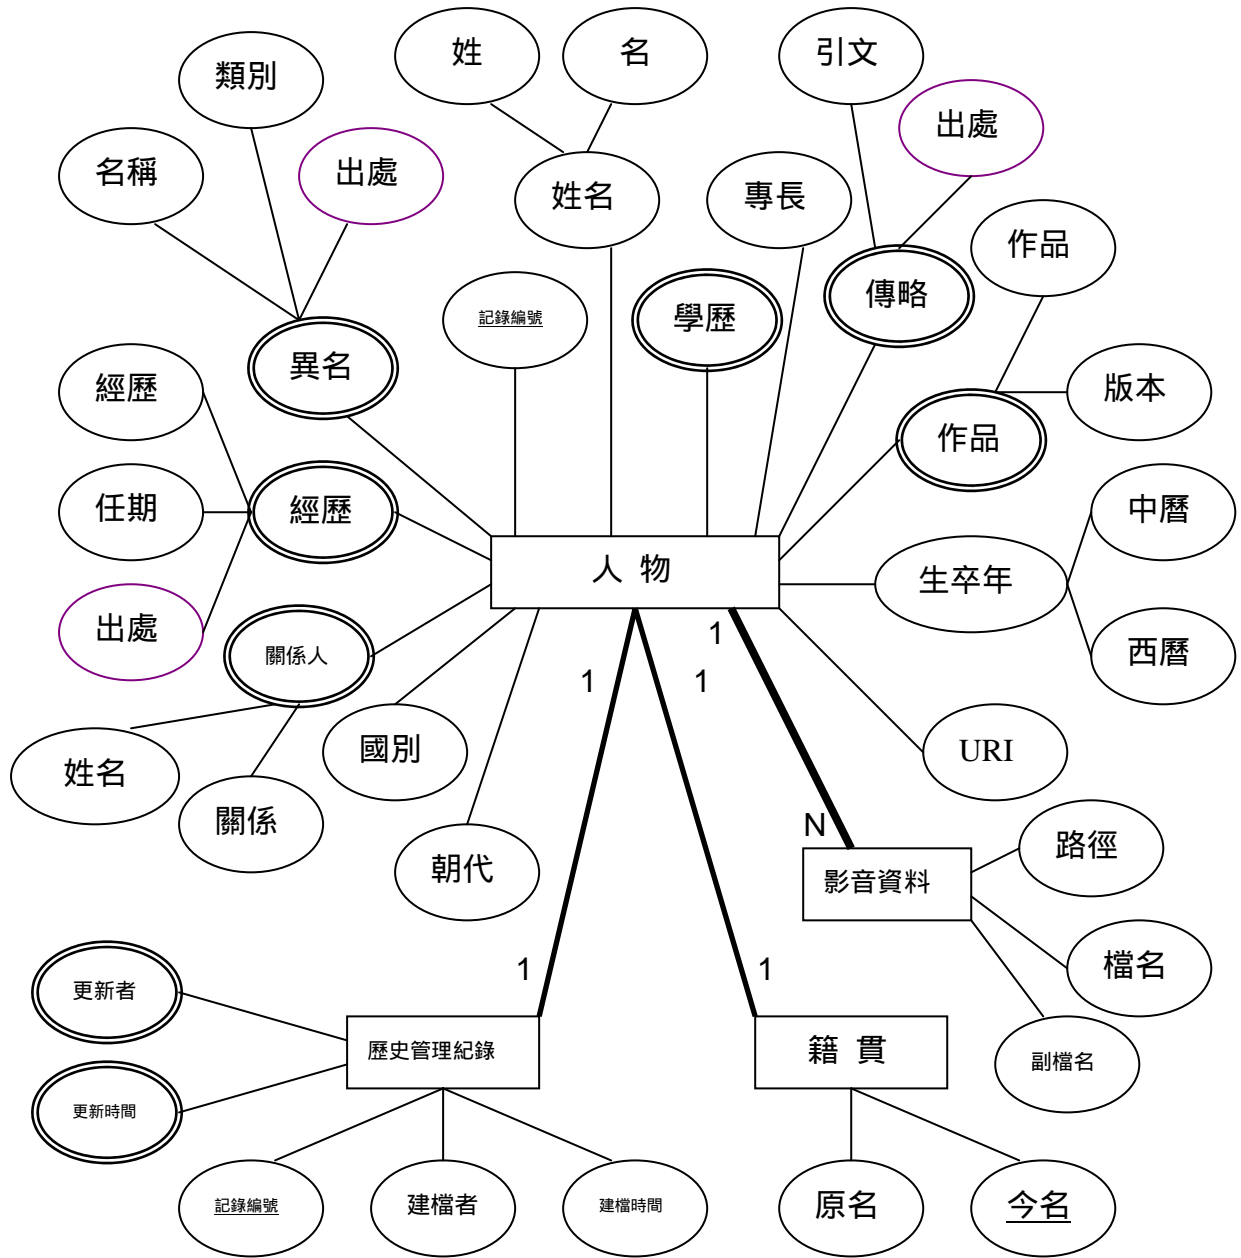 姓
名
引文
類別
出處
名稱
出處
姓名
專長
作品
記錄編號
學歷
傳略
異名
經歷
版本
作品
任期
經歷
中曆
人 物
生卒年
出處
關係人
西曆
1
1
1
姓名
國別
URI
關係
N
路徑
朝代
影音資料
1
1
檔名
更新者
歷史管理紀錄
籍 貫
副檔名
更新時間
記錄編號
建檔者
建檔時間
原名
今名